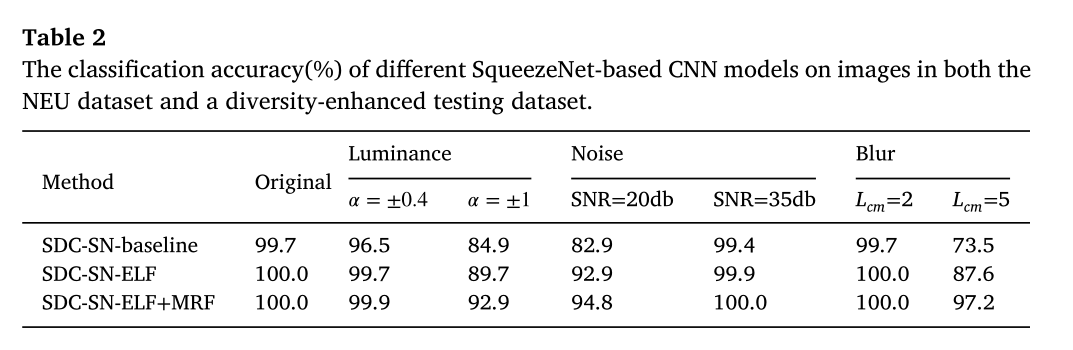 Table 2
The classification accuracy(%) of different SqueezeNet-based CNN models on images in both the
NEU dataset and a diversity-enhanced testing dataset.
Method Original Luminance Noise Blur
α = ±0.4 α = ±1 SNR=20db SNR=35db L_cm=2 L_cm=5
SDC-SN-baseline 99.7 96.5 84.9 82.9 99.4 99.7 73.5
SDC-SN-ELF 100.0 99.7 89.7 92.9 99.9 100.0 87.6
SDC-SN-ELF+MRF 100.0 99.9 92.9 94.8 100.0 100.0 97.2